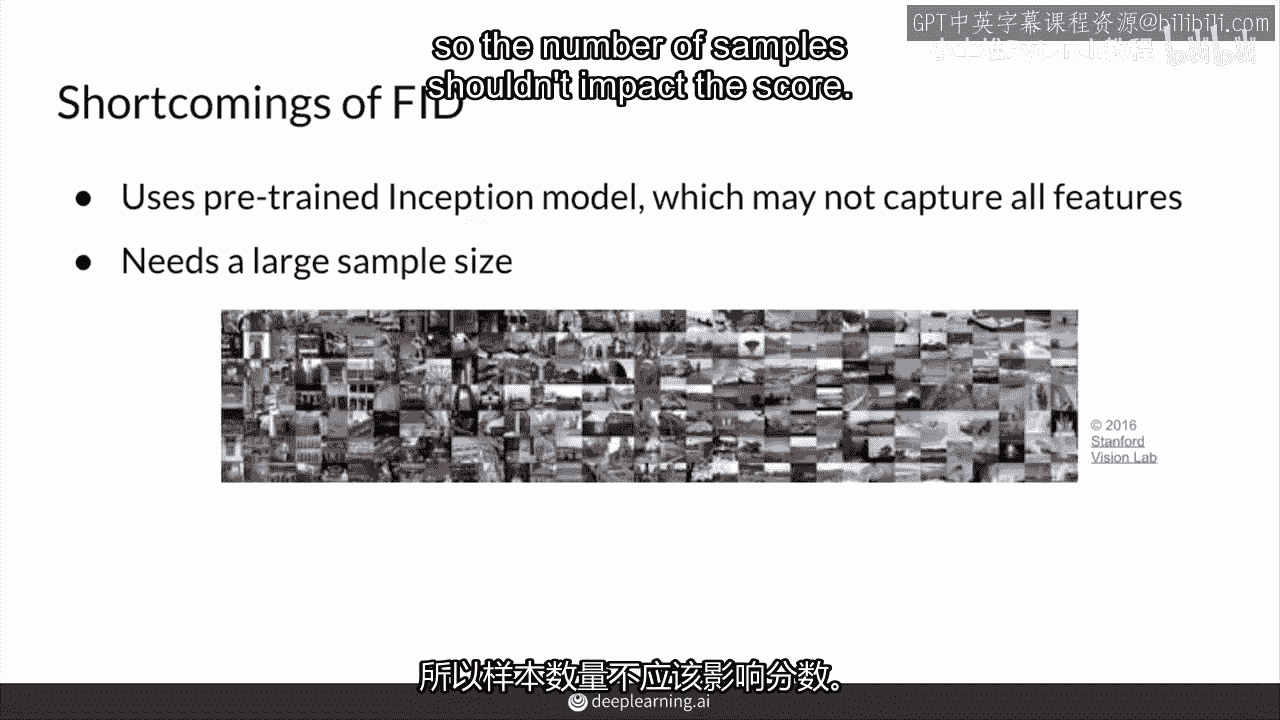 GPT中英字幕课程资源@bilibili.com
so the number of samples
shouldn't impact the score.
Shortcomings of FID
● Uses pre-trained Inception model, which may not capture all features
● Needs a large sample size
© 2016
Stanford
Vision Lab
所以样本数量不应该影响分数。
deeplearning.ai